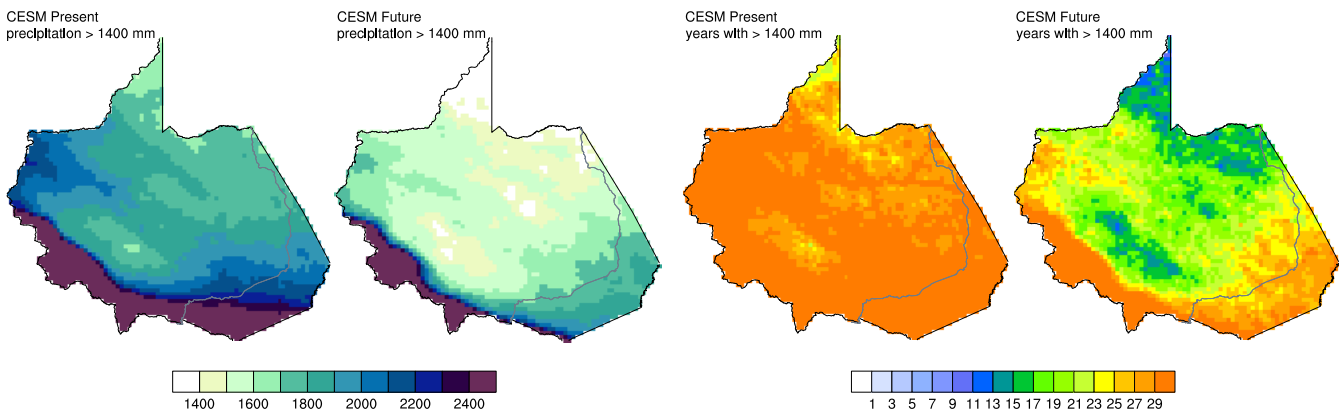 CESM Present
precipitation > 1400 mm
CESM Future
precipitation > 1400 mm
CESM Present
years with > 1400 mm
CESM Future
years with > 1400 mm
1400 1600 1800 2000 2200 2400
1 3 5 7 9 11 13 15 17 19 21 23 25 27 29